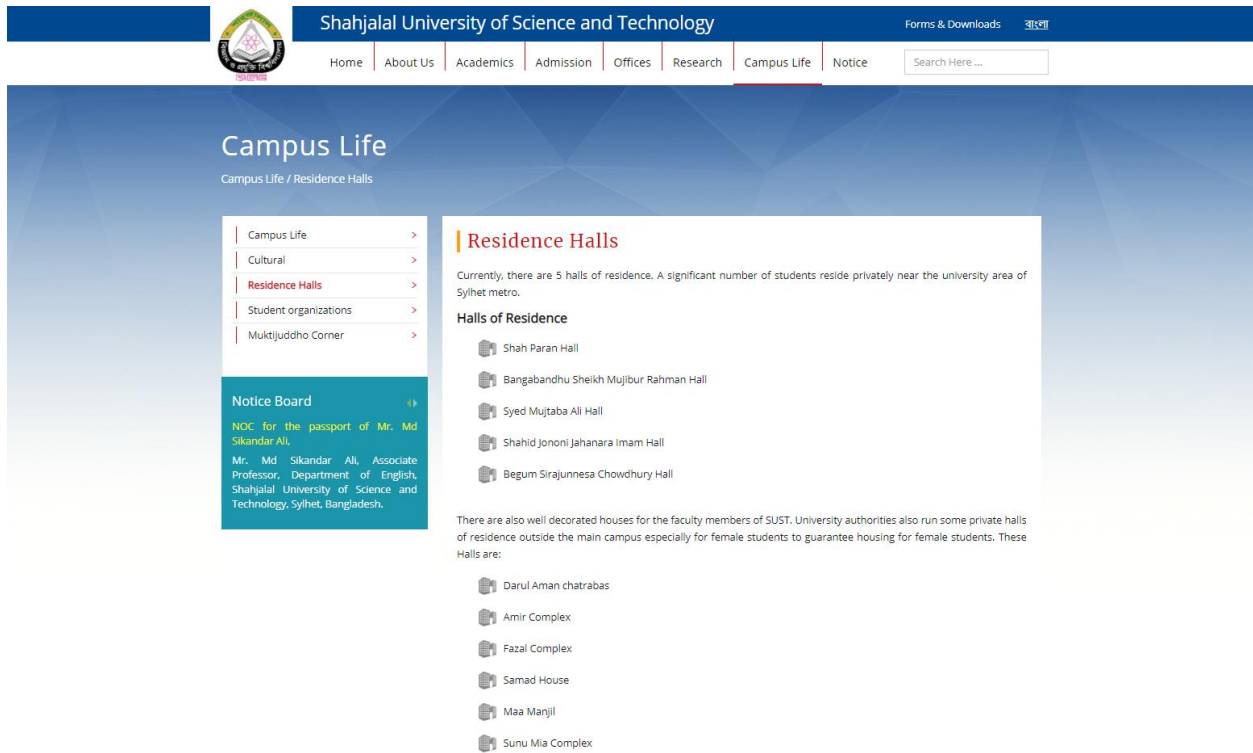 Shahjalal University of Science and Technology
Forms & Downloads
বাংলা
Home
About Us
Academics
Admission
Offices
Research
Campus Life
Notice
Search Here ...
Campus Life
Campus Life / Residence Halls
Campus Life
Cultural
Residence Halls
Student organizations
Muktijuddho Corner
Notice Board
NOC for the passport of Mr. Md
Sikandar Ali,
Mr. Md Sikandar Ali, Associate
Professor, Department of English,
Shahjalal University of Science and
Technology, Sylhet, Bangladesh.
Residence Halls
Currently, there are 5 halls of residence. A significant number of students reside privately near the university area of
Sylhet metro.
Halls of Residence
Shah Paran Hall
Bangabandhu Sheikh Mujibur Rahman Hall
Syed Mujtaba Ali Hall
Shahid Jononi Jahanara Imam Hall
Begum Sirajunnesa Chowdhury Hall
There are also well decorated houses for the faculty members of SUST. University authorities also run some private halls
of residence outside the main campus especially for female students to guarantee housing for female students. These
Halls are:
Darul Aman chatrabas
Amir Complex
Fazal Complex
Samad House
Maa Manjil
Sunu Mia Complex